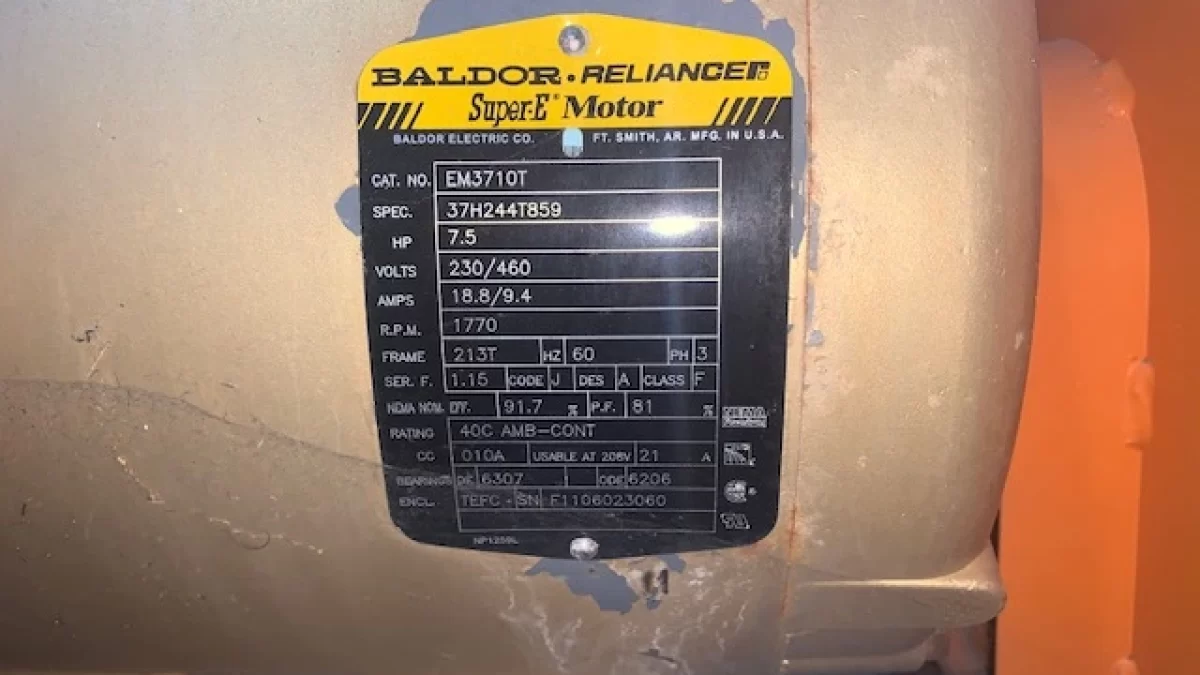 BALDOR • RELIANCE
Super-E® Motor
BALDOR ELECTRIC CO. FT. SMITH, AR. MFG. IN U.S.A.
CAT. NO. EM3710T
SPEC. 37H244T859
HP 7.5
VOLTS 230/460
AMPS 18.8/9.4
R.P.M. 1770
FRAME 213T HZ 60 PH 3
SER. F. 1.15 CODE J DES A CLASS F
NEMA NOM. EFF. 91.7 % P.F. 81 %
RATING 40C AMB-CONT
CC 010A USABLE AT 208V 21 A
BEARINGS DE 6307 ODE 6206
ENCL. TEFC SN F1106023060
NP1259L